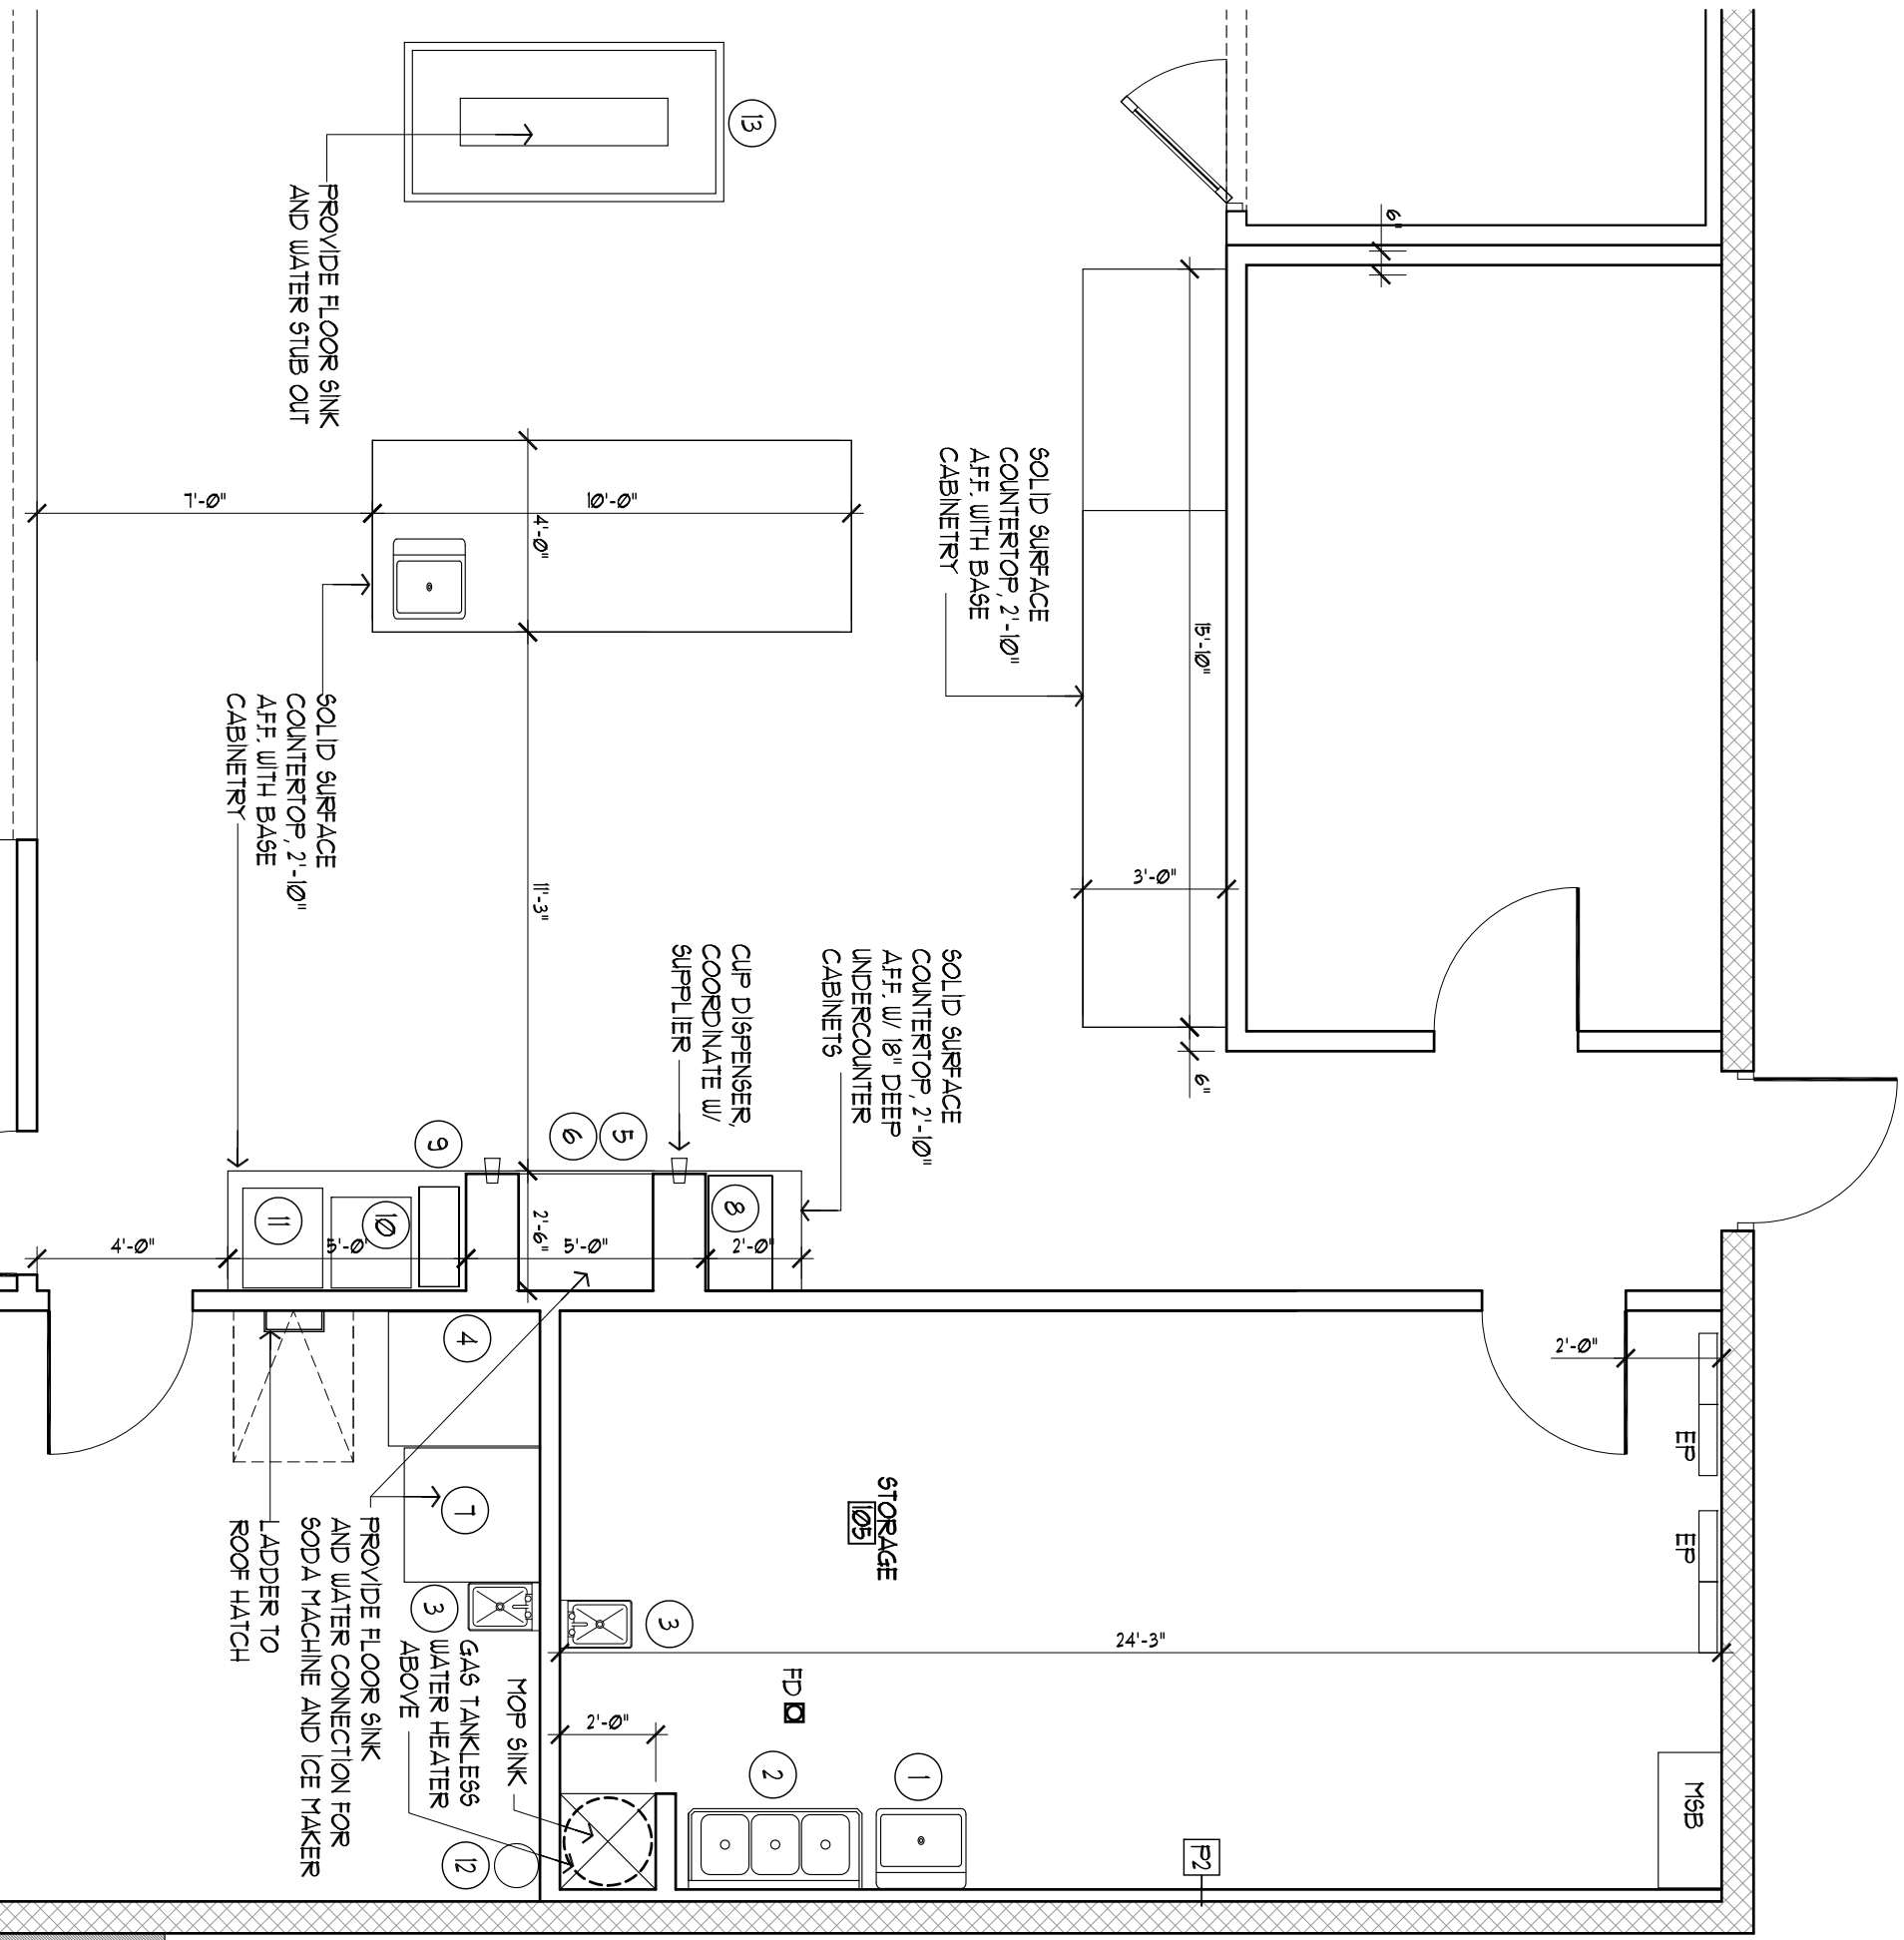 13
PROVIDE FLOOR SINK
AND WATER STUB OUT
6"
SOLID SURFACE
COUNTERTOP, 2'-10"
A.F.F. WITH BASE
CABINETRY
15'-10"
3'-0"
6"
7'-0"
10'-0"
4'-0"
SOLID SURFACE
COUNTERTOP, 2'-10"
A.F.F. WITH BASE
CABINETRY
11'-3"
SOLID SURFACE
COUNTERTOP, 2'-10"
A.F.F. W/ 18" DEEP
UNDERCOUNTER
CABINETS
CUP DISPENSER,
COORDINATE W/
SUPPLIER
9
6
5
8
11
10
4'-0"
5'-0"
2'-6"
5'-0"
2'-0"
2'-0"
4
7
3
3
EP
EP
STORAGE
105
24'-3"
FD
2'-0"
2
1
MSB
P2
12
MOP SINK
GAS TANKLESS
WATER HEATER
ABOVE
PROVIDE FLOOR SINK
AND WATER CONNECTION FOR
SODA MACHINE AND ICE MAKER
LADDER TO
ROOF HATCH